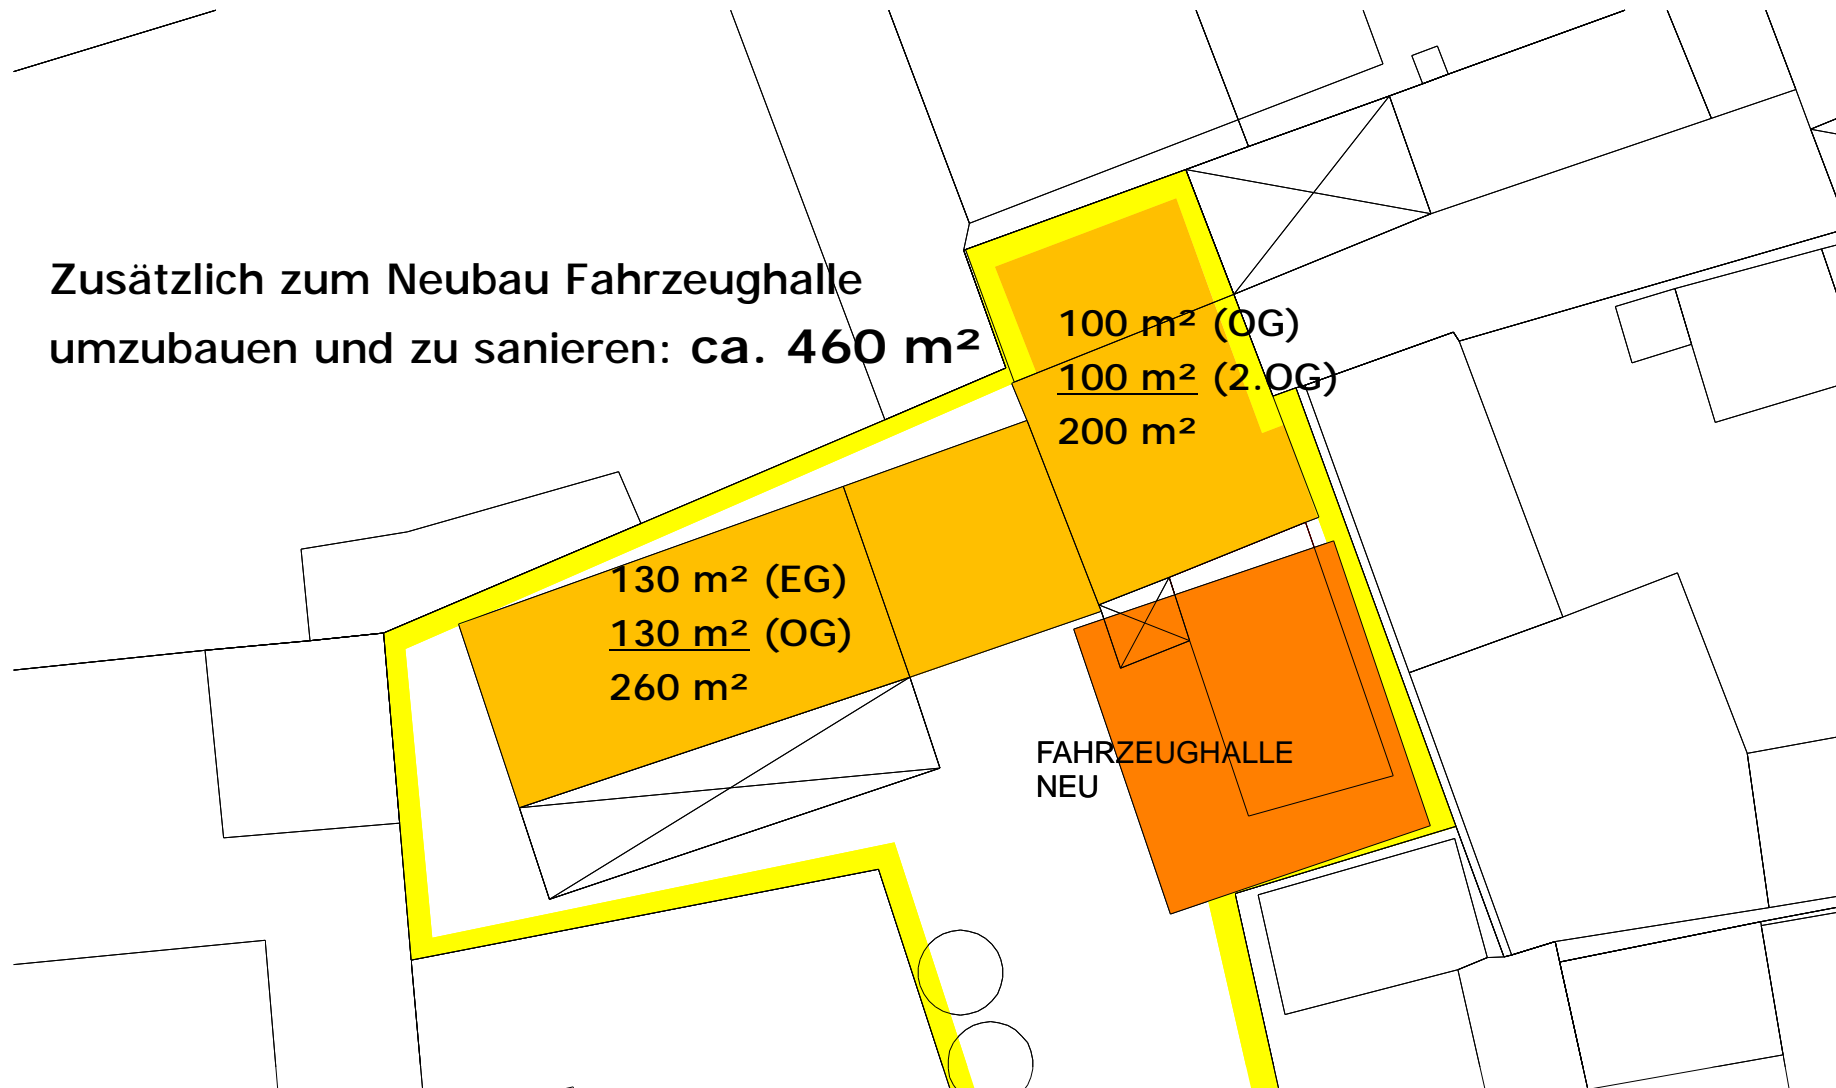 Zusätzlich zum Neubau Fahrzeughalle
umzubauen und zu sanieren: ca. 460 m²
100 m² (OG)
100 m² (2.OG)
200 m²
130 m² (EG)
130 m² (OG)
260 m²
FAHRZEUGHALLE
NEU